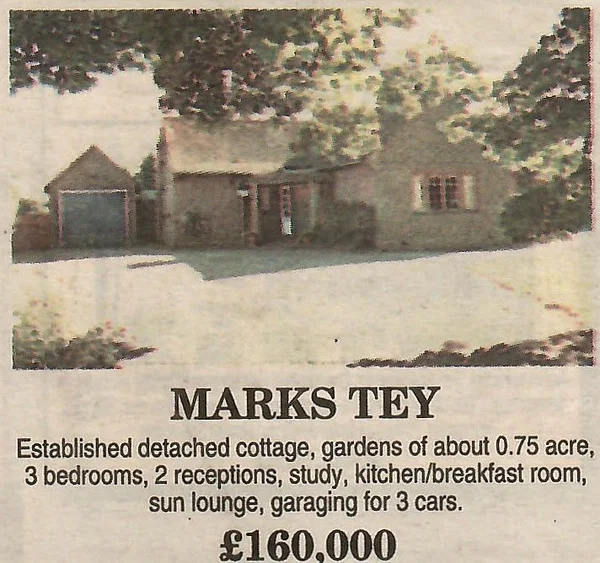 MARKS TEY
Established detached cottage, gardens of about 0.75 acre,
3 bedrooms, 2 receptions, study, kitchen/breakfast room,
sun lounge, garaging for 3 cars.
£160,000